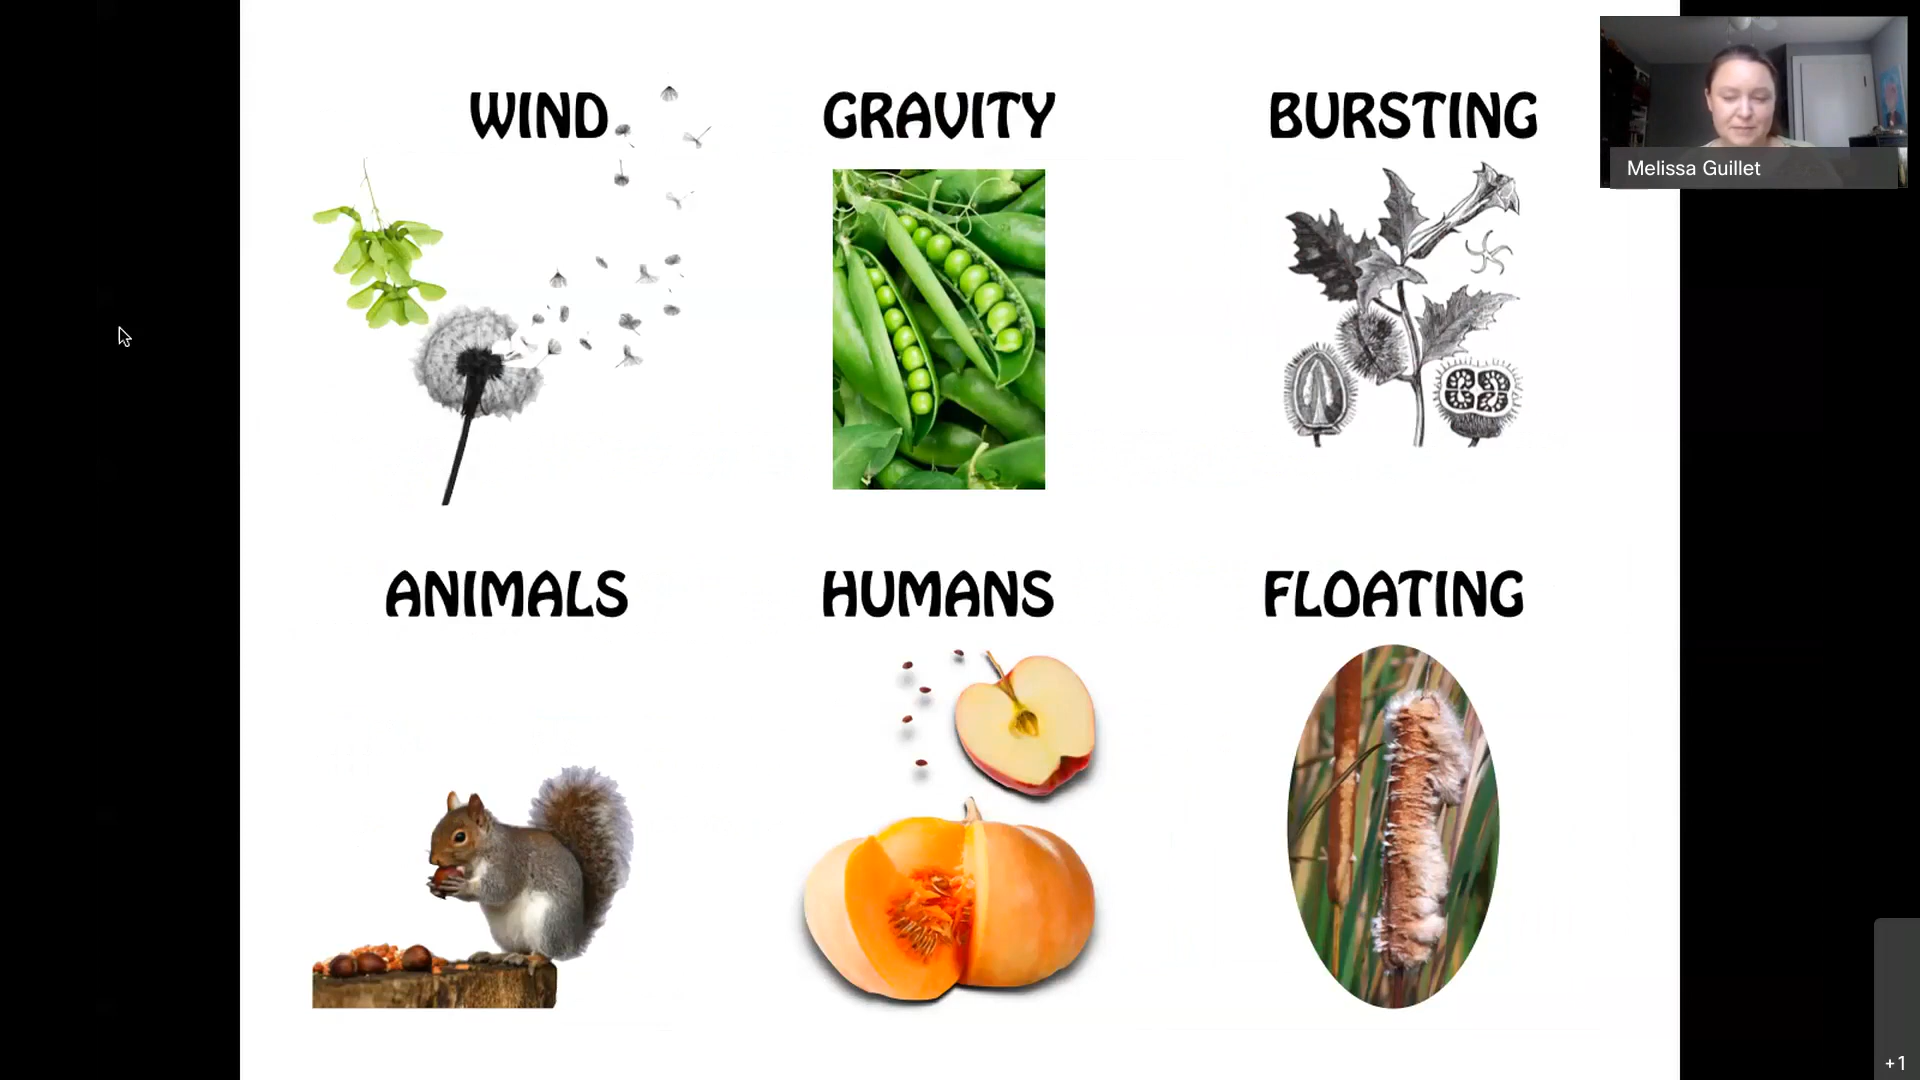 WIND
GRAVITY
BURSTING
Melissa Guillet
ANIMALS
HUMANS
FLOATING
+1